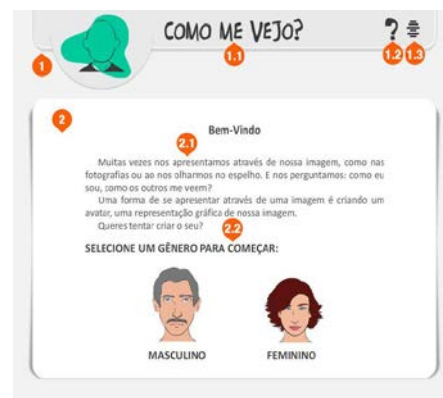 COMO ME VEJO?
?
1
1.1
1.2
1.3
2
Bem-Vindo
2.1
Muitas vezes nos apresentamos através de nossa imagem, como nas
fotografias ou ao nos olharmos no espelho. E nos perguntamos: como eu
sou, como os outros me veem?
Uma forma de se apresentar através de uma imagem é criando um
avatar, uma representação gráfica de nossa imagem.
Queres tentar criar o seu?
2.2
SELECIONE UM GÊNERO PARA COMEÇAR:
MASCULINO FEMININO